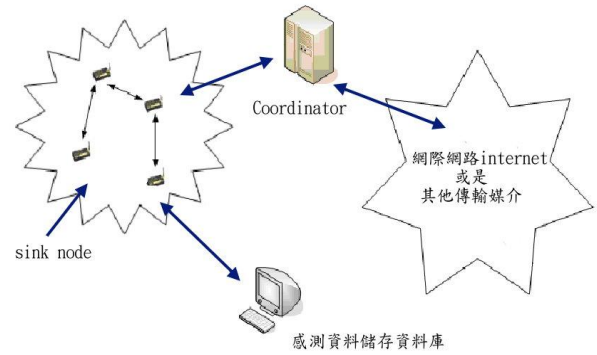 Coordinator
網際網路internet
或是
其他傳輸媒介
sink node
感測資料儲存資料庫